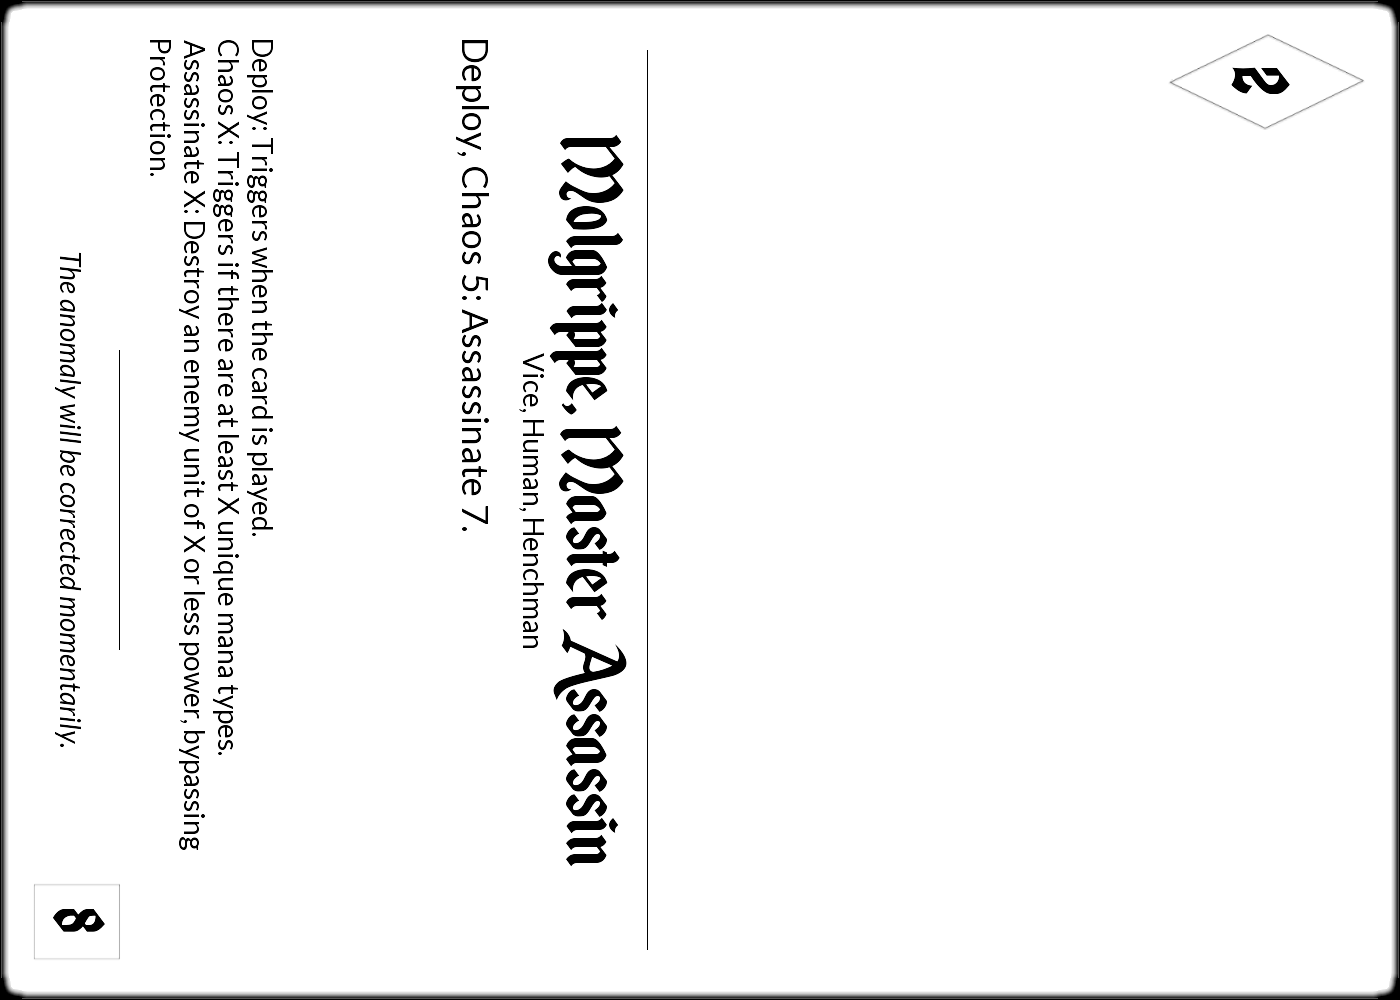 2
Molgrippe, Master Assassin
Vice, Human, Henchman
Deploy, Chaos 5: Assassinate 7.
Deploy: Triggers when the card is played.
Chaos X: Triggers if there are at least X unique mana types.
Assassinate X: Destroy an enemy unit of X or less power, bypassing
Protection.
The anomaly will be corrected momentarily.
8